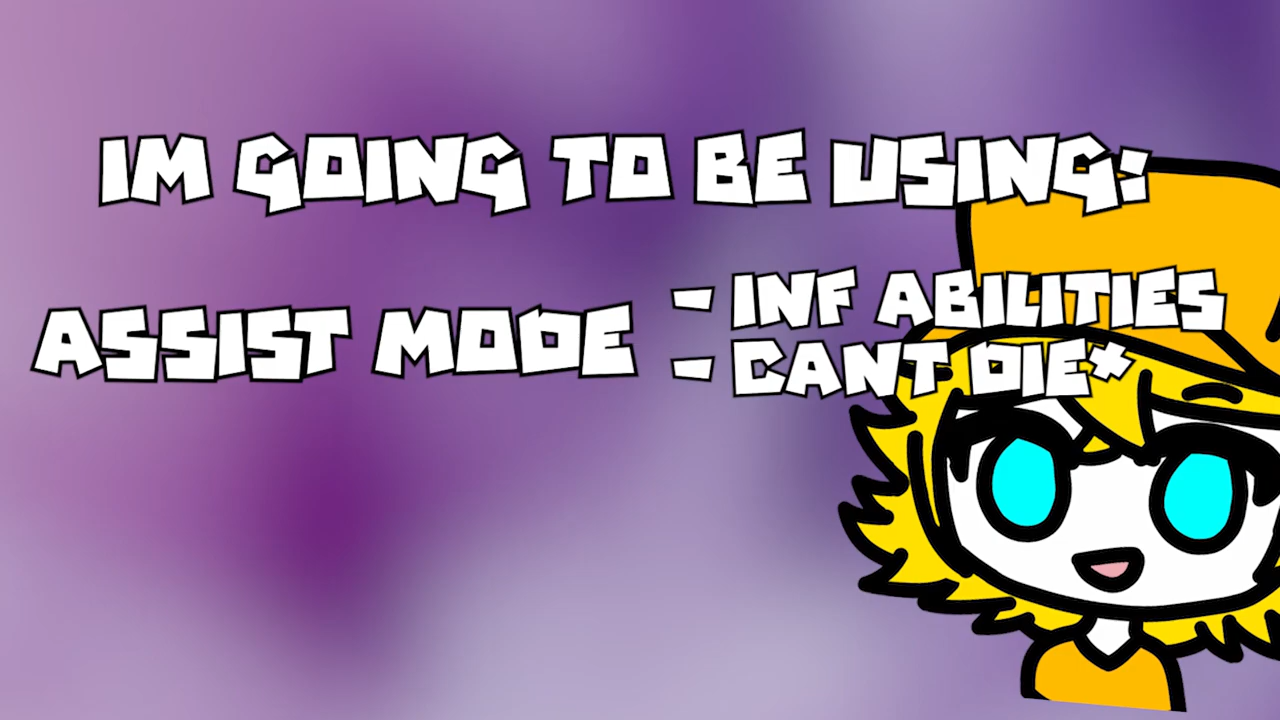 IM GOING TO BE USING:
ASSIST MODE
- INF ABILITIES
- CANT DIE*